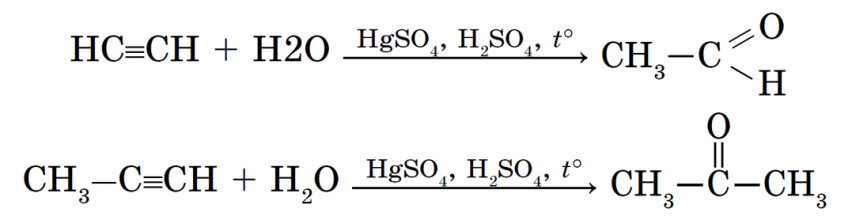 HC≡CH + H2O HgSO₄, H₂SO₄, t° CH₃–C=O–H
CH₃–C≡CH + H₂O HgSO₄, H₂SO₄, t° CH₃–C(=O)–CH₃